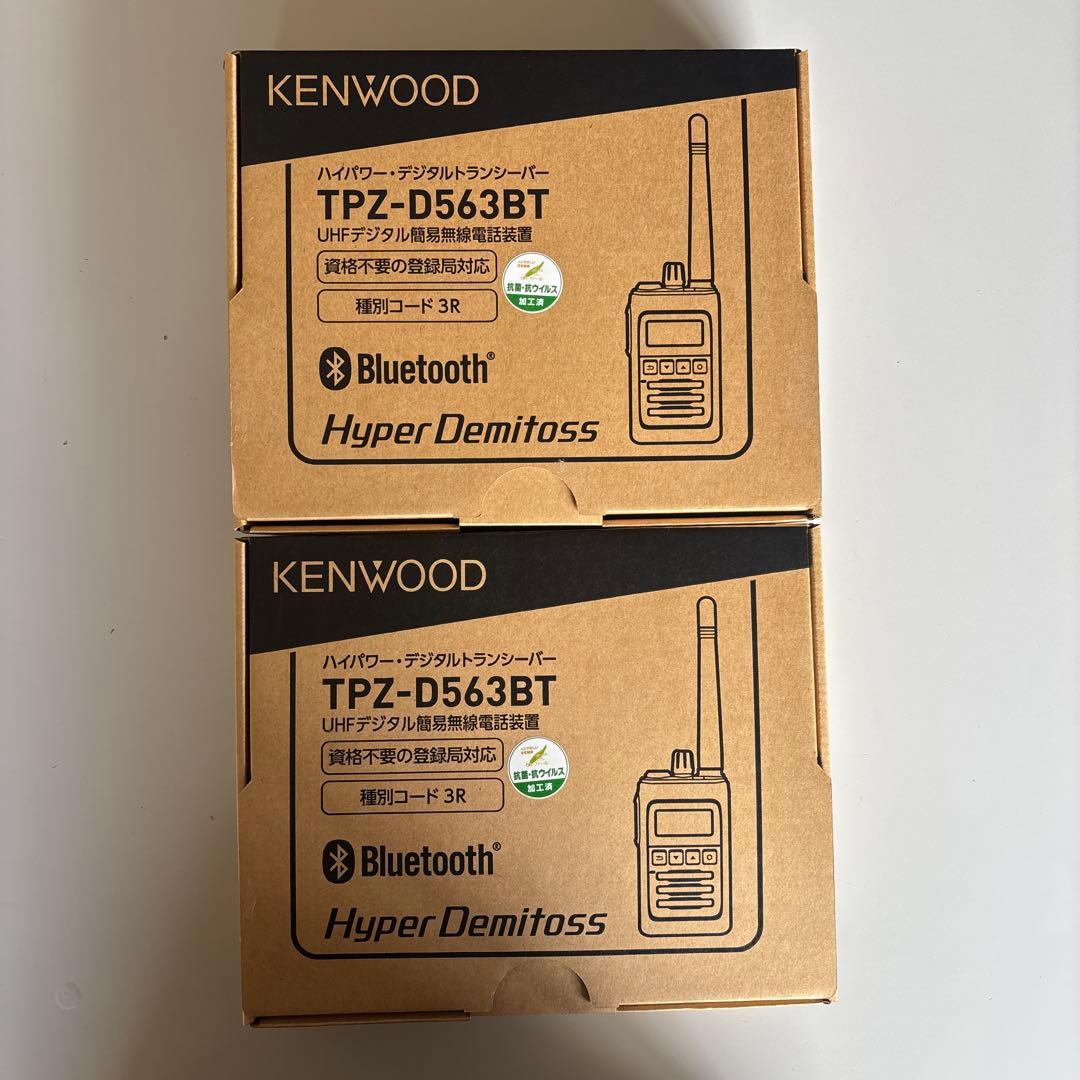 KENWOOD
ハイパワー・デジタルトランシーバー
TPZ-D563BT
UHFデジタル簡易無線電話装置
資格不要の登録局対応
抗菌・抗ウイルス
加工済
種別コード 3R
Bluetooth®
Hyper Demitoss
KENWOOD
ハイパワー・デジタルトランシーバー
TPZ-D563BT
UHFデジタル簡易無線電話装置
資格不要の登録局対応
抗菌・抗ウイルス
加工済
種別コード 3R
Bluetooth®
Hyper Demitoss